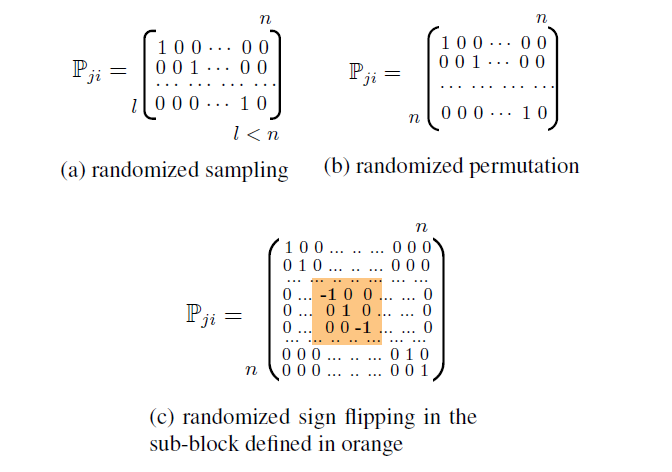 n
ℙji =
1 0 0 ··· 0 0
0 0 1 ··· 0 0
··· ··· ··· ···
l 0 0 0 ··· 1 0
l < n
(a) randomized sampling
n
ℙji =
1 0 0 ··· 0 0
0 0 1 ··· 0 0
··· ··· ··· ···
n 0 0 0 ··· 1 0
(b) randomized permutation
n
ℙji =
1 0 0 ... .. ... 0 0 0
0 1 0 ... .. ... 0 0 0
... ... .. .. ... ... ...
0 ... -1 0 0 ... ... 0
0 ... 0 1 0 ... ... 0
0 ... 0 0 -1 ... ... 0
... ... .. .. ... ... ...
0 0 0 ... .. ... 0 1 0
n 0 0 0 ... .. ... 0 0 1
(c) randomized sign flipping in the
sub-block defined in orange